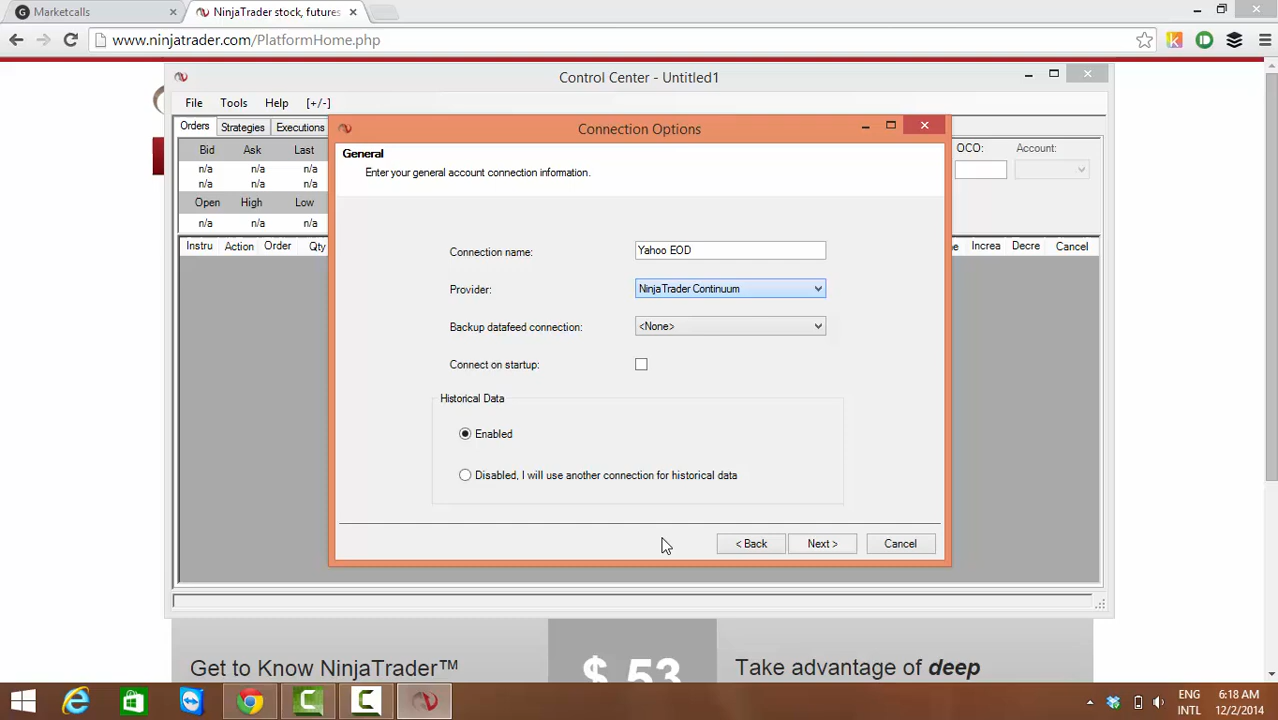 Marketcalls
NinjaTrader stock, futures
www.ninjatrader.com/PlatformHome.php
Control Center - Untitled1
File Tools Help [+/-]
Orders Strategies Executions
Connection Options
Bid Ask Last
n/a n/a n/a
n/a n/a n/a
Open High Low
n/a n/a n/a
OCO: Account:
General
Enter your general account connection information.
Instru Action Order Qty
Increa Decre Cancel
Connection name: Yahoo EOD
Provider: NinjaTrader Continuum
Backup datafeed connection: <None>
Connect on startup:
Historical Data
Enabled
Disabled, I will use another connection for historical data
< Back Next > Cancel
Get to Know NinjaTrader™
$ .53
Take advantage of deep
ENG
INTL
6:18 AM
12/2/2014